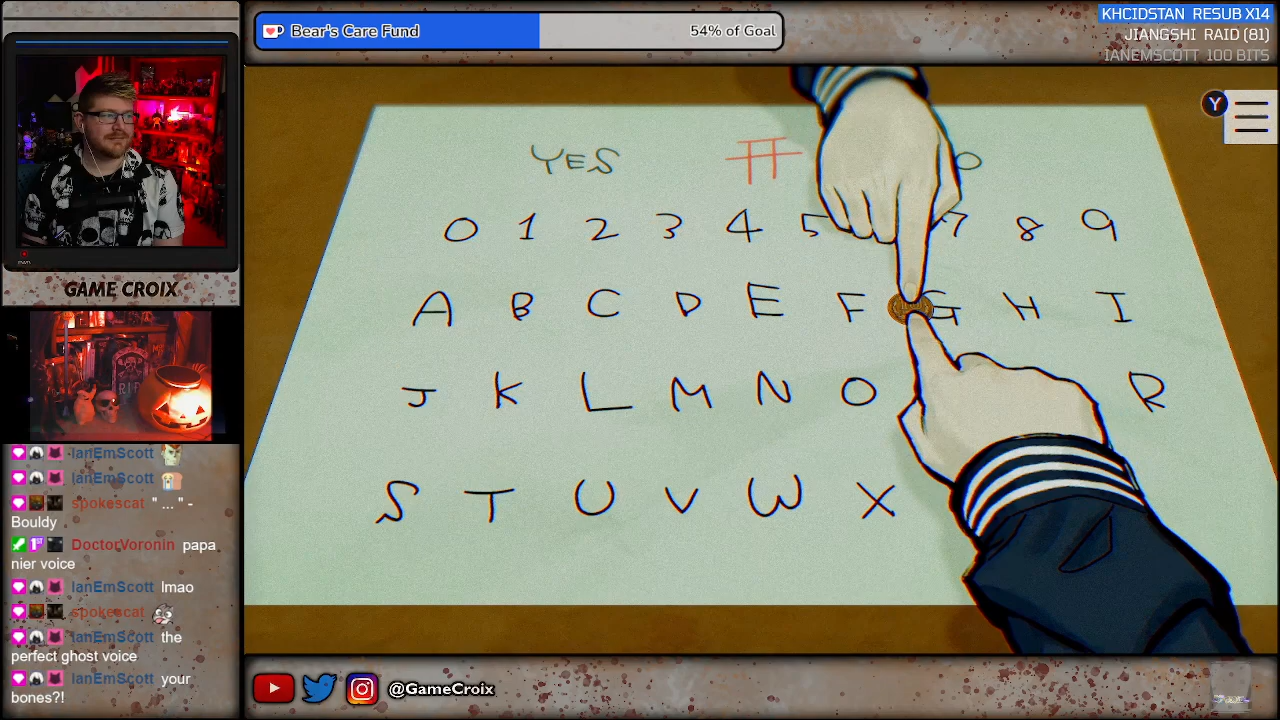 Bear's Care Fund 54% of Goal
KHCIDSTAN RESUB X14
JIANGSHI RAID (81)
IANEMSCOTT 100 BITS
Y
GAME CROIX
YES
0 1 2 3 4 5 7 8 9
A B C D E F G H I
J K L M N O R
S T U V W X
RIP
IanEmScott
IanEmScott
spokescat "..." -
Bouldy
DoctorVoronin papa
nier voice
IanEmScott lmao
spokescat
IanEmScott the
perfect ghost voice
IanEmScott your
bones?!
@GameCroix